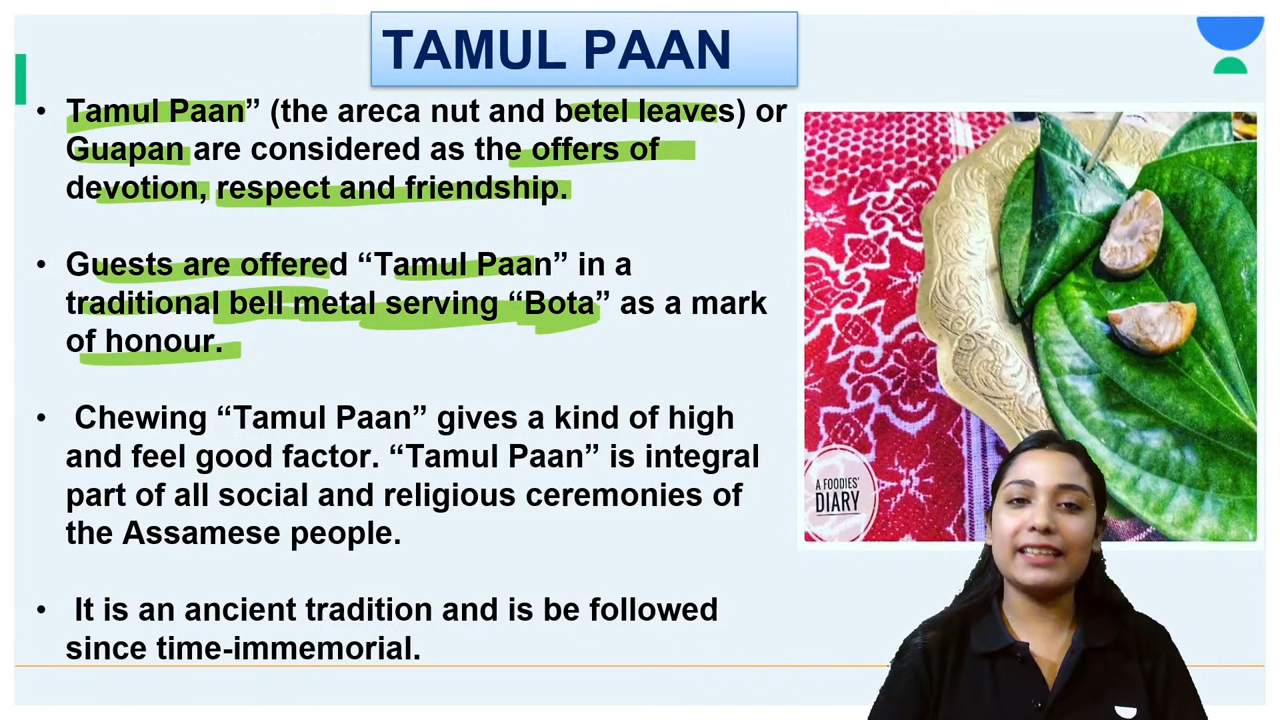 TAMUL PAAN
• Tamul Paan” (the areca nut and betel leaves) or
Guapan are considered as the offers of
devotion, respect and friendship.
• Guests are offered “Tamul Paan” in a
traditional bell metal serving “Bota” as a mark
of honour.
• Chewing “Tamul Paan” gives a kind of high
and feel good factor. “Tamul Paan” is integral
part of all social and religious ceremonies of
the Assamese people.
• It is an ancient tradition and is be followed
since time-immemorial.
A FOODIES'
DIARY